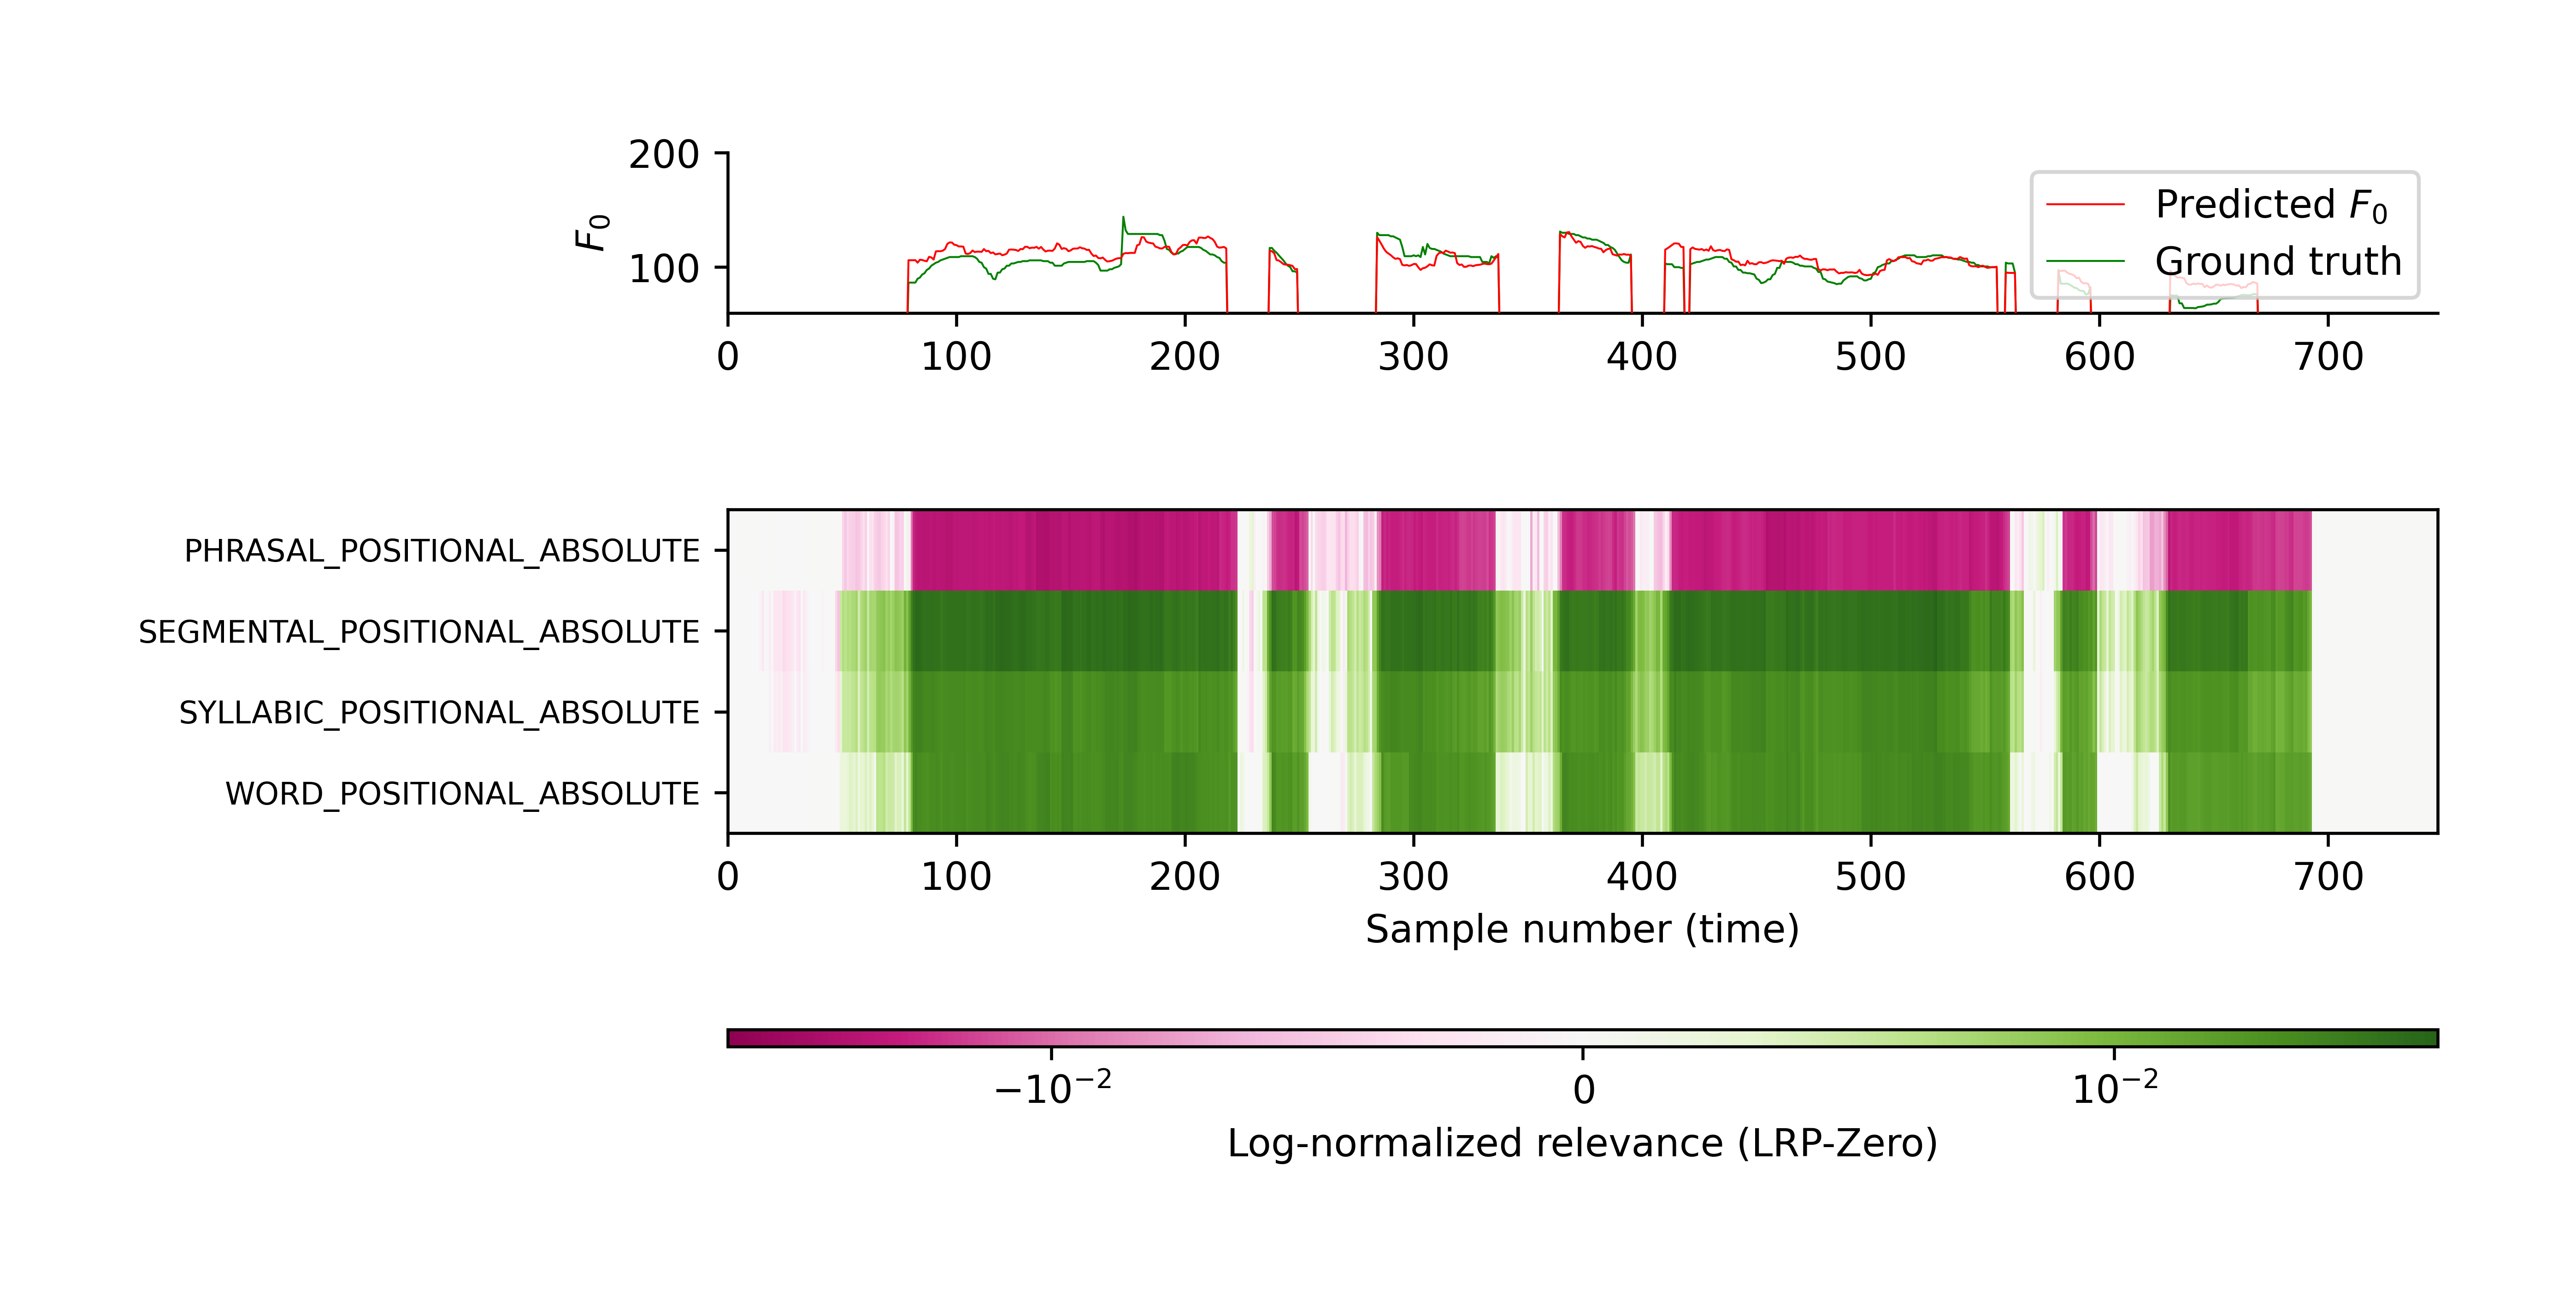 200
100
F0
Predicted F0
Ground truth
0 100 200 300 400 500 600 700
PHRASAL_POSITIONAL_ABSOLUTE
SEGMENTAL_POSITIONAL_ABSOLUTE
SYLLABIC_POSITIONAL_ABSOLUTE
WORD_POSITIONAL_ABSOLUTE
0 100 200 300 400 500 600 700
Sample number (time)
−10⁻² 0 10⁻²
Log-normalized relevance (LRP-Zero)